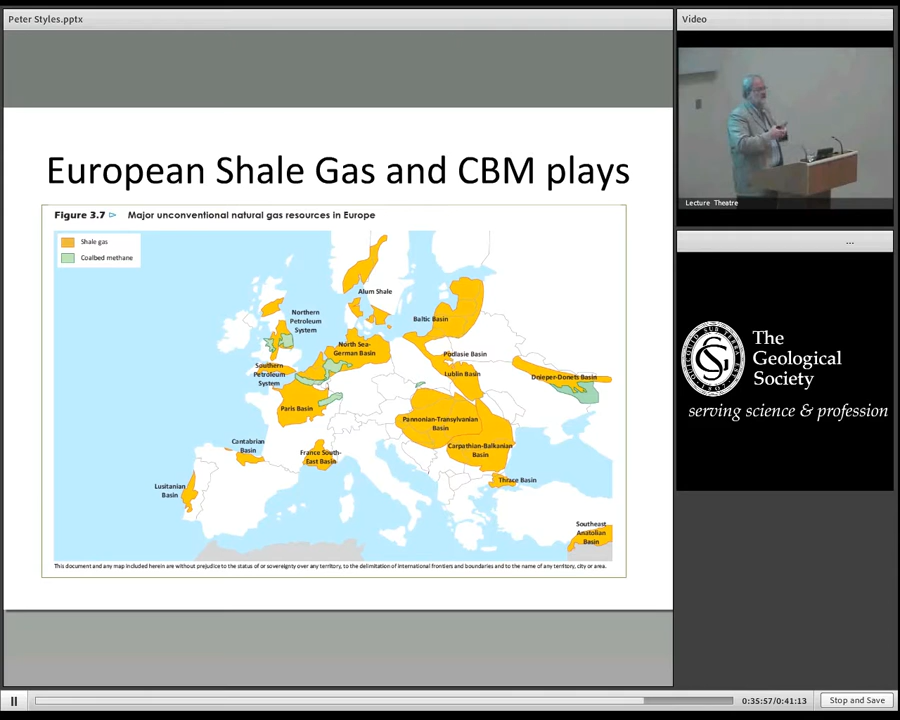 Peter Styles.pptx
Video
European Shale Gas and CBM plays
Figure 3.7 ▷ Major unconventional natural gas resources in Europe
Shale gas
Coalbed methane
Alum Shale
Northern
Petroleum
System
Baltic Basin
North Sea-
German Basin
Podlasie Basin
Southern
Petroleum
System
Lublin Basin
Dnieper-Donets Basin
Paris Basin
Pannonian-Transylvanian
Basin
Cantabrian
Basin
France South-
East Basin
Carpathian-Balkanian
Basin
Thrace Basin
Lusitanian
Basin
Southeast
Anatolian
Basin
This document and any map included herein are without prejudice to the status of or sovereignty over any territory, to the delimitation of international frontiers and boundaries and to the name of any territory, city or area.
Lecture Theatre
...
The
Geological
Society
serving science & profession
0:35:57/0:41:13
Stop and Save